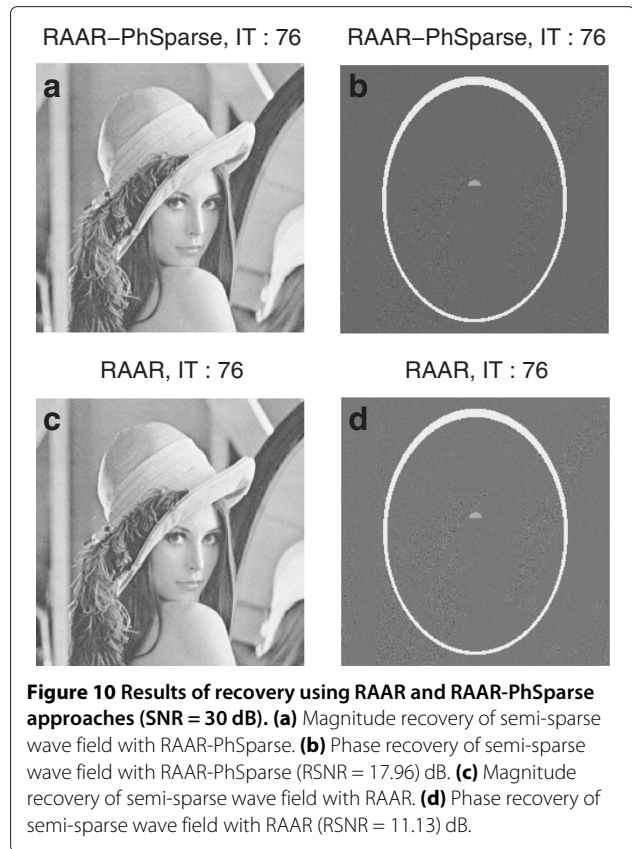 RAAR–PhSparse, IT : 76
RAAR–PhSparse, IT : 76
a
b
RAAR, IT : 76
RAAR, IT : 76
c
d
Figure 10 Results of recovery using RAAR and RAAR-PhSparse
approaches (SNR = 30 dB). (a) Magnitude recovery of semi-sparse
wave field with RAAR-PhSparse. (b) Phase recovery of semi-sparse
wave field with RAAR-PhSparse (RSNR = 17.96) dB. (c) Magnitude
recovery of semi-sparse wave field with RAAR. (d) Phase recovery of
semi-sparse wave field with RAAR (RSNR = 11.13) dB.